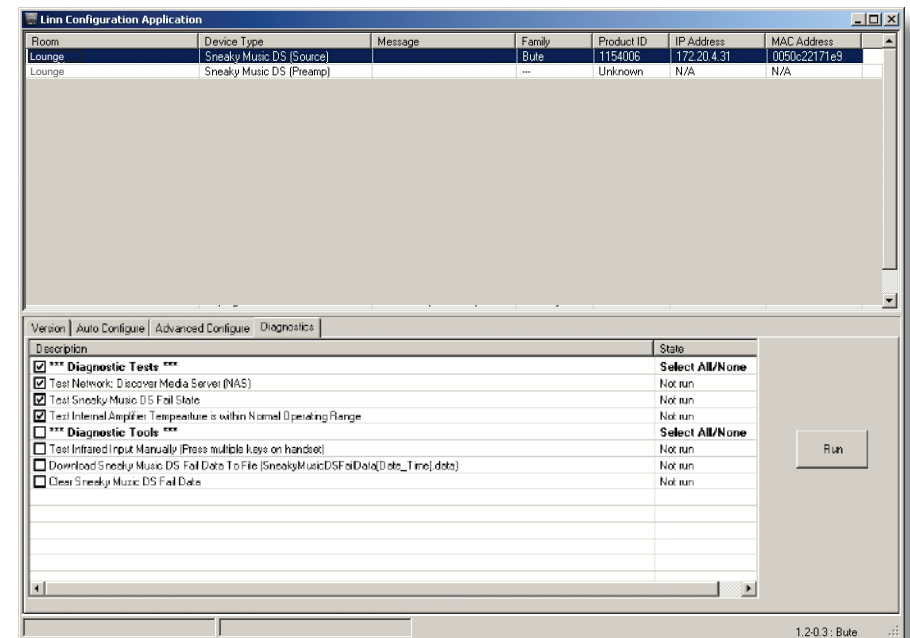 Linn Configuration Application
Room Device Type Message Family Product ID IP Address MAC Address
Lounge Sneaky Music DS (Source) Bute 1154006 172.20.4.31 0050c22171e9
Lounge Sneaky Music DS (Preamp) --- Unknown N/A N/A
Version Auto Configure Advanced Configure Diagnostics
Description State
*** Diagnostic Tests *** Select All/None
Test Network: Discover Media Server (NAS) Not run
Test Sneaky Music DS Fail State Not run
Test Internal Amplifier Tempearture is within Normal Operating Range Not run
*** Diagnostic Tools *** Select All/None
Test Infrared Input Manually (Press multiple keys on handset) Not run
Run
Download Sneaky Music DS Fail Data To File (SneakyMusicDSFailData[Date_Time].data) Not run
Clear Sneaky Music DS Fail Data Not run
1.2-0.3 : Bute